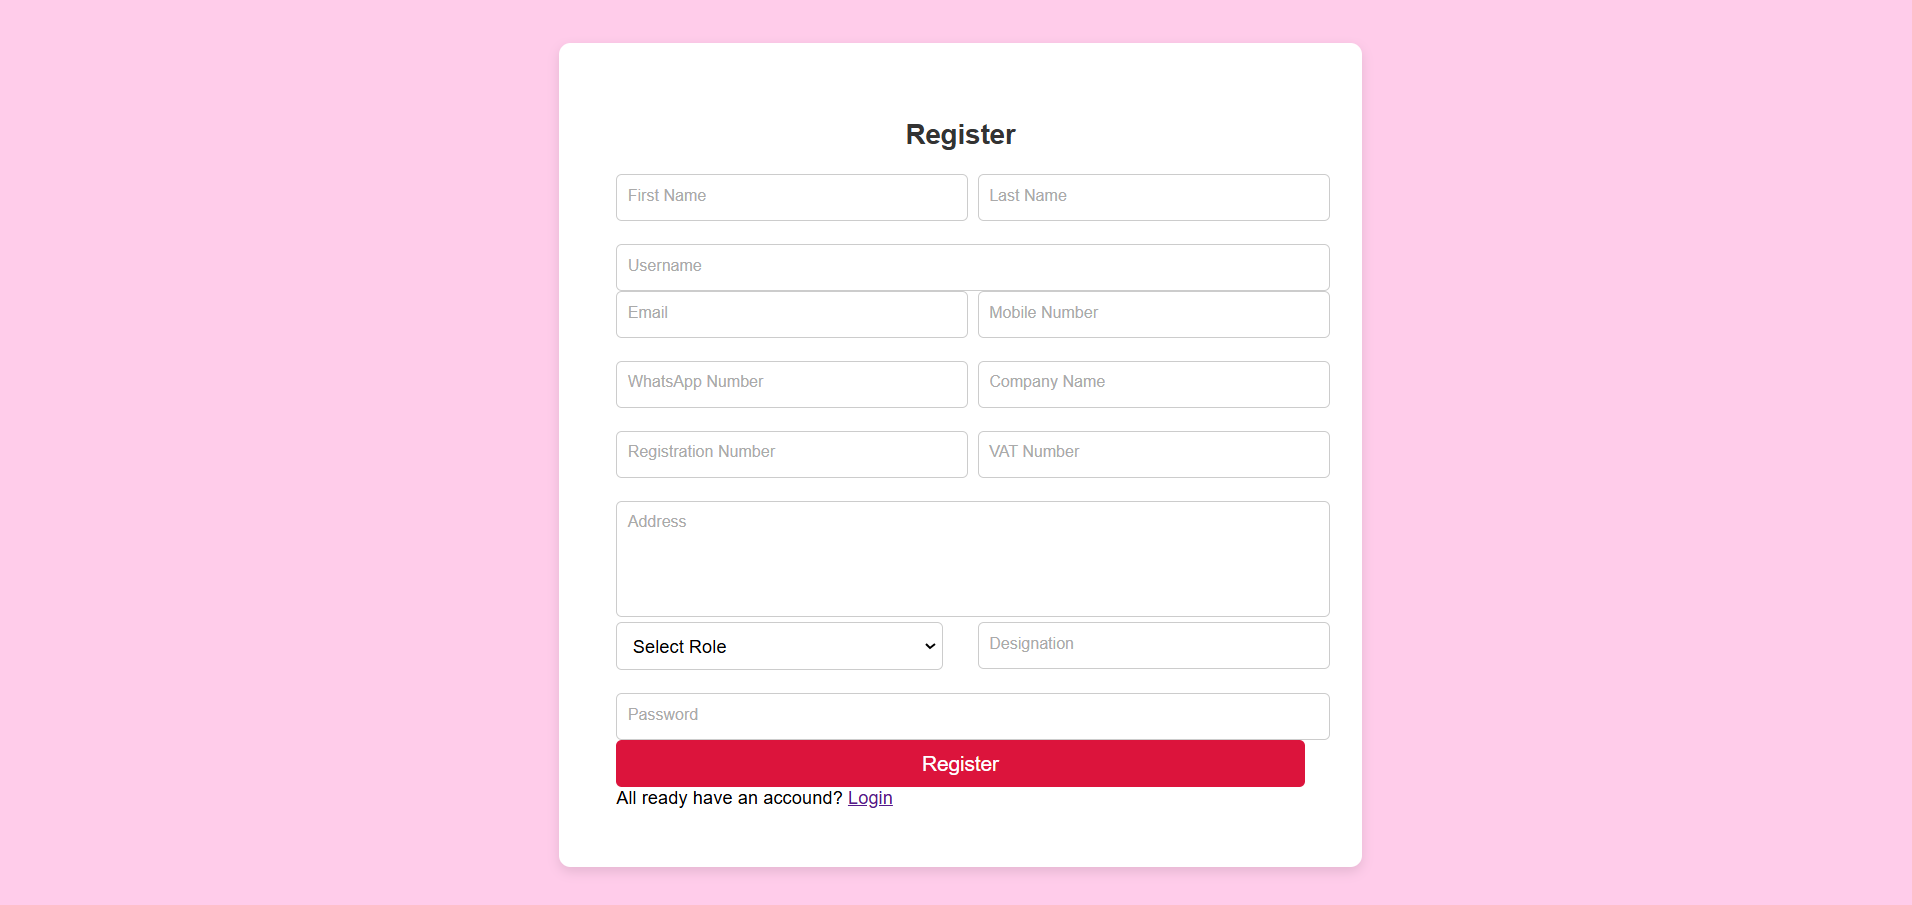 Register
First Name Last Name
Username
Email Mobile Number
WhatsApp Number Company Name
Registration Number VAT Number
Address
Select Role Designation
Password
Register
All ready have an accound? Login